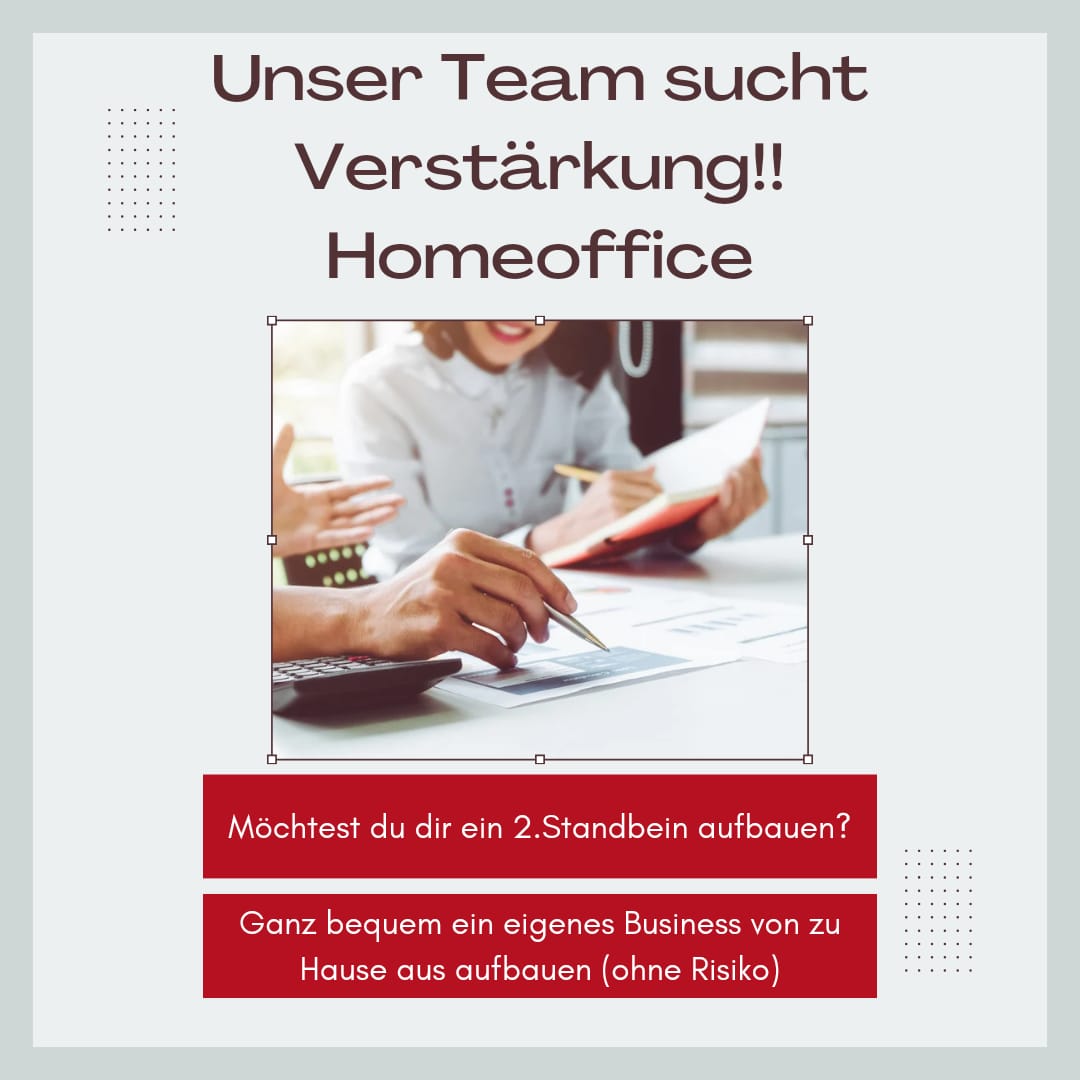 Unser Team sucht
Verstärkung!!
Homeoffice
Möchtest du dir ein 2.Standbein aufbauen?
Ganz bequem ein eigenes Business von zu
Hause aus aufbauen (ohne Risiko)